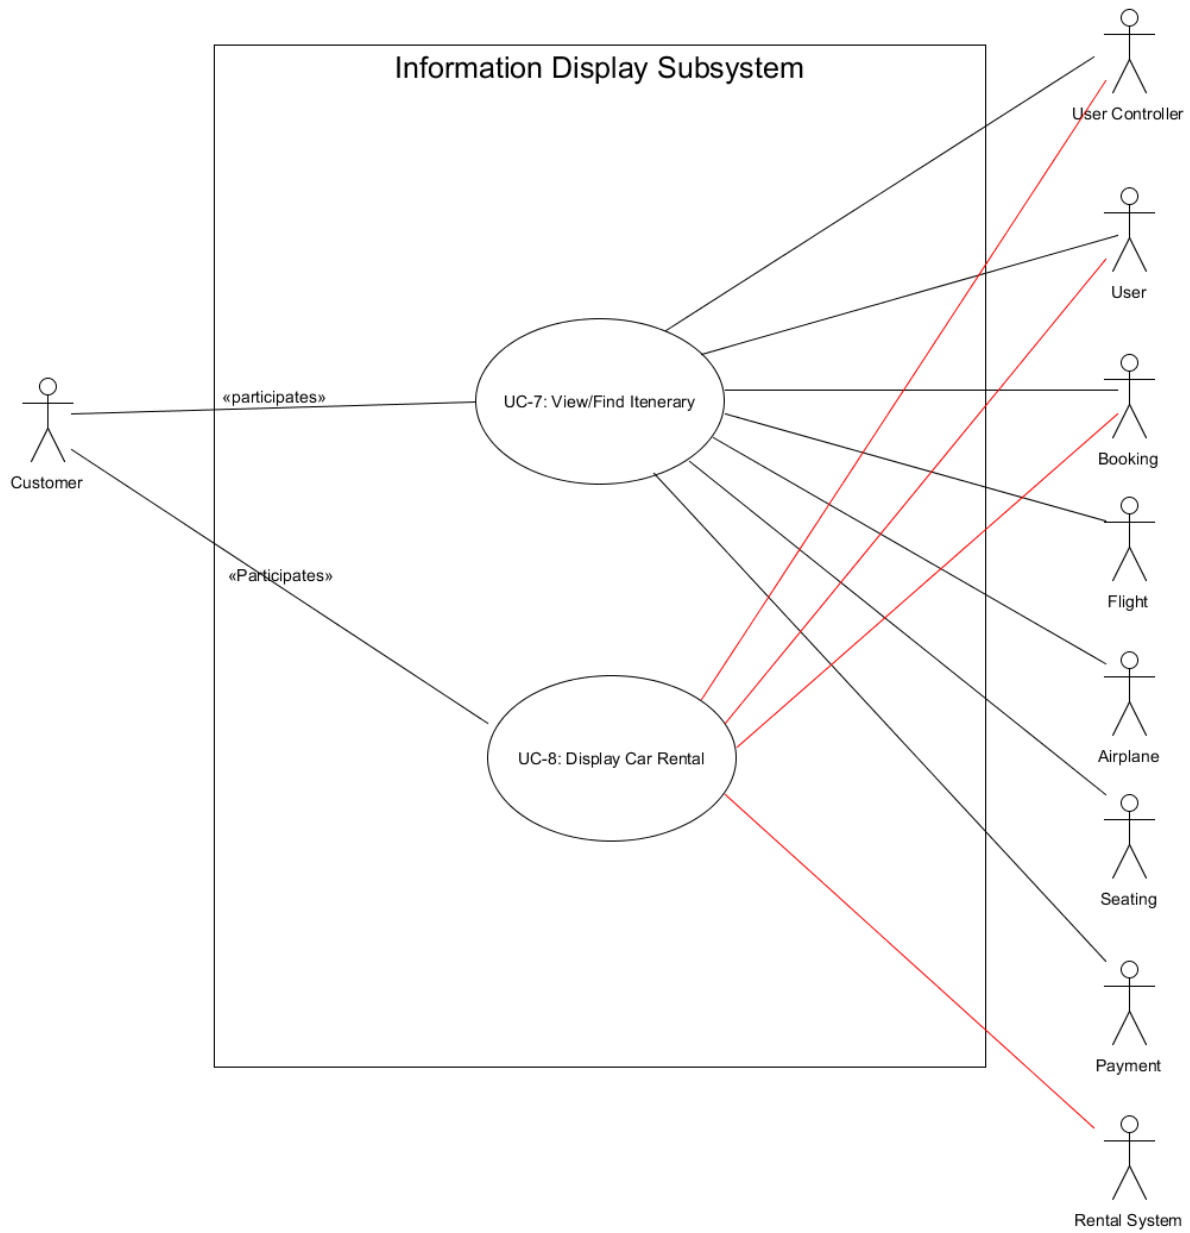 Information Display Subsystem
User Controller
User
«participates»
UC-7: View/Find Itenerary
Booking
Customer
«Participates»
Flight
UC-8: Display Car Rental
Airplane
Seating
Payment
Rental System